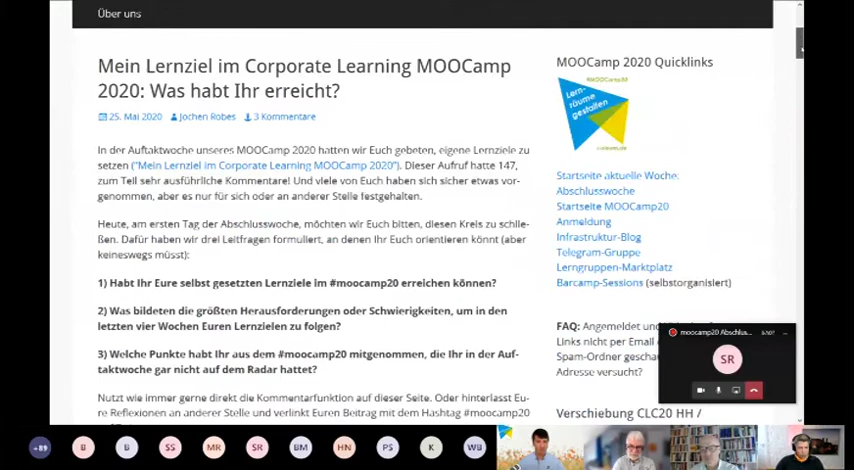 Über uns
Mein Lernziel im Corporate Learning MOOCamp
2020: Was habt Ihr erreicht?
25. Mai 2020 Jochen Robes 3 Kommentare
In der Auftaktwoche unseres MOOCamp 2020 hatten wir Euch gebeten, eigene Lernziele zu
setzen ("Mein Lernziel im Corporate Learning MOOCamp 2020"). Dieser Aufruf hatte 147,
zum Teil sehr ausführliche Kommentare! Und viele von Euch haben sich sicher etwas vor-
genommen, aber es nur für sich oder an anderer Stelle festgehalten.
Heute, am ersten Tag der Abschlusswoche, möchten wir Euch bitten, diesen Kreis zu schlie-
ßen. Dafür haben wir drei Leitfragen formuliert, an denen Ihr Euch orientieren könnt (aber
keineswegs müsst):
1) Habt Ihr Eure selbst gesetzten Lernziele im #moocamp20 erreichen können?
2) Was bildeten die größten Herausforderungen oder Schwierigkeiten, um in den
letzten vier Wochen Euren Lernzielen zu folgen?
3) Welche Punkte habt Ihr aus dem #moocamp20 mitgenommen, die Ihr in der Auf-
taktwoche gar nicht auf dem Radar hattet?
Nutzt wie immer gerne direkt die Kommentarfunktion auf dieser Seite. Oder hinterlasst Eu-
re Reflexionen an anderer Stelle und verlinkt Euren Beitrag mit dem Hashtag #moocamp20
MOOCamp 2020 Quicklinks
#MOOCamp20
Lern-
räume
gestalten
Startseite aktuelle Woche:
Abschlusswoche
Startseite MOOCamp20
Anmeldung
Infrastruktur-Blog
Telegram-Gruppe
Lerngruppen-Marktplatz
Barcamp-Sessions (selbstorganisiert)
FAQ: Angemeldet und
Links nicht per Email
Spam-Ordner gescha
Adresse versucht?
Verschiebung CLC20 HH /
moocamp20 Abschlus...
SR
+89 B B SS MR SR BM HN PS K WB